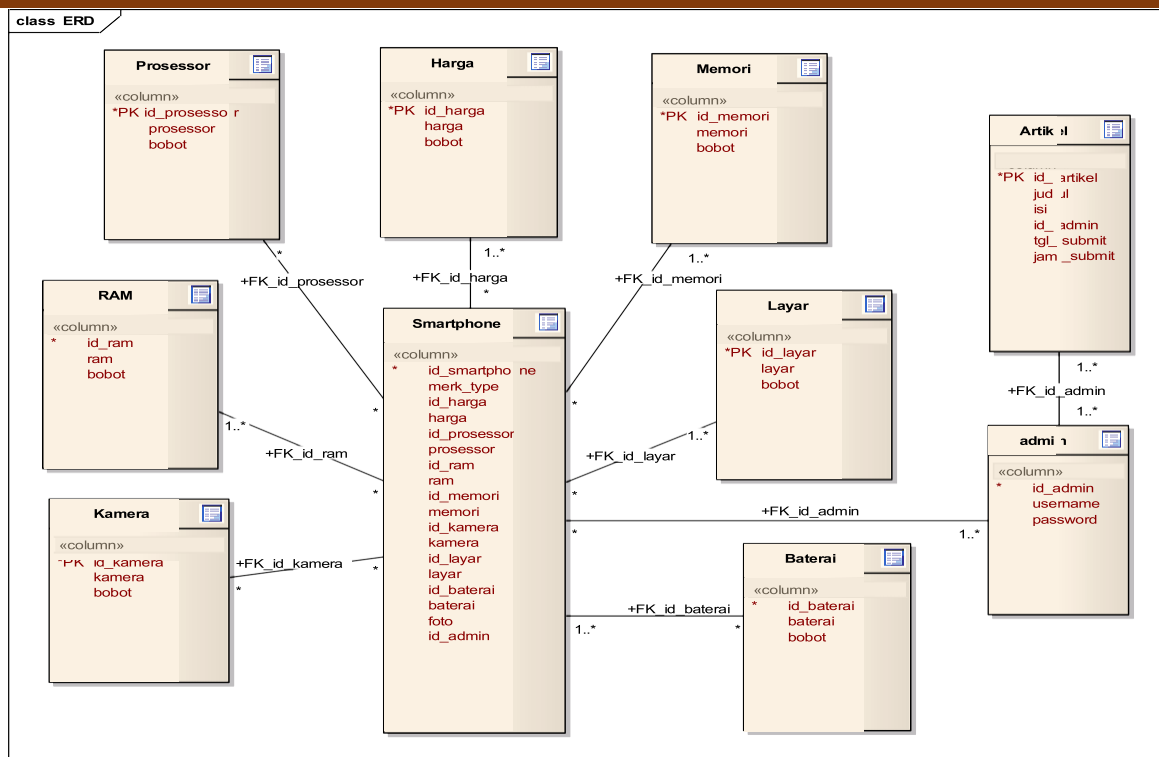 class ERD
Prosessor
«column»
*PK id_prosessor
prosessor
bobot
Harga
«column»
*PK id_harga
harga
bobot
Memori
«column»
*PK id_memori
memori
bobot
Artikel
*PK id_artikel
judul
isi
id_admin
tgl_submit
jam_submit
*
+FK_id_prosessor
*
1..*
+FK_id_harga
*
1..*
+FK_id_memori
*
RAM
«column»
* id_ram
ram
bobot
1..*
+FK_id_ram
*
Smartphone
«column»
* id_smartphone
merk_type
id_harga
harga
id_prosessor
prosessor
id_ram
ram
id_memori
memori
id_kamera
kamera
id_layar
layar
id_baterai
baterai
foto
id_admin
Layar
«column»
*PK id_layar
layar
bobot
1..*
+FK_id_layar
*
1..*
+FK_id_admin
1..*
admin
«column»
* id_admin
username
password
+FK_id_admin
*
1..*
Kamera
«column»
*PK id_kamera
kamera
bobot
+FK_id_kamera
*
*
Baterai
«column»
* id_baterai
baterai
bobot
+FK_id_baterai
1..*
*